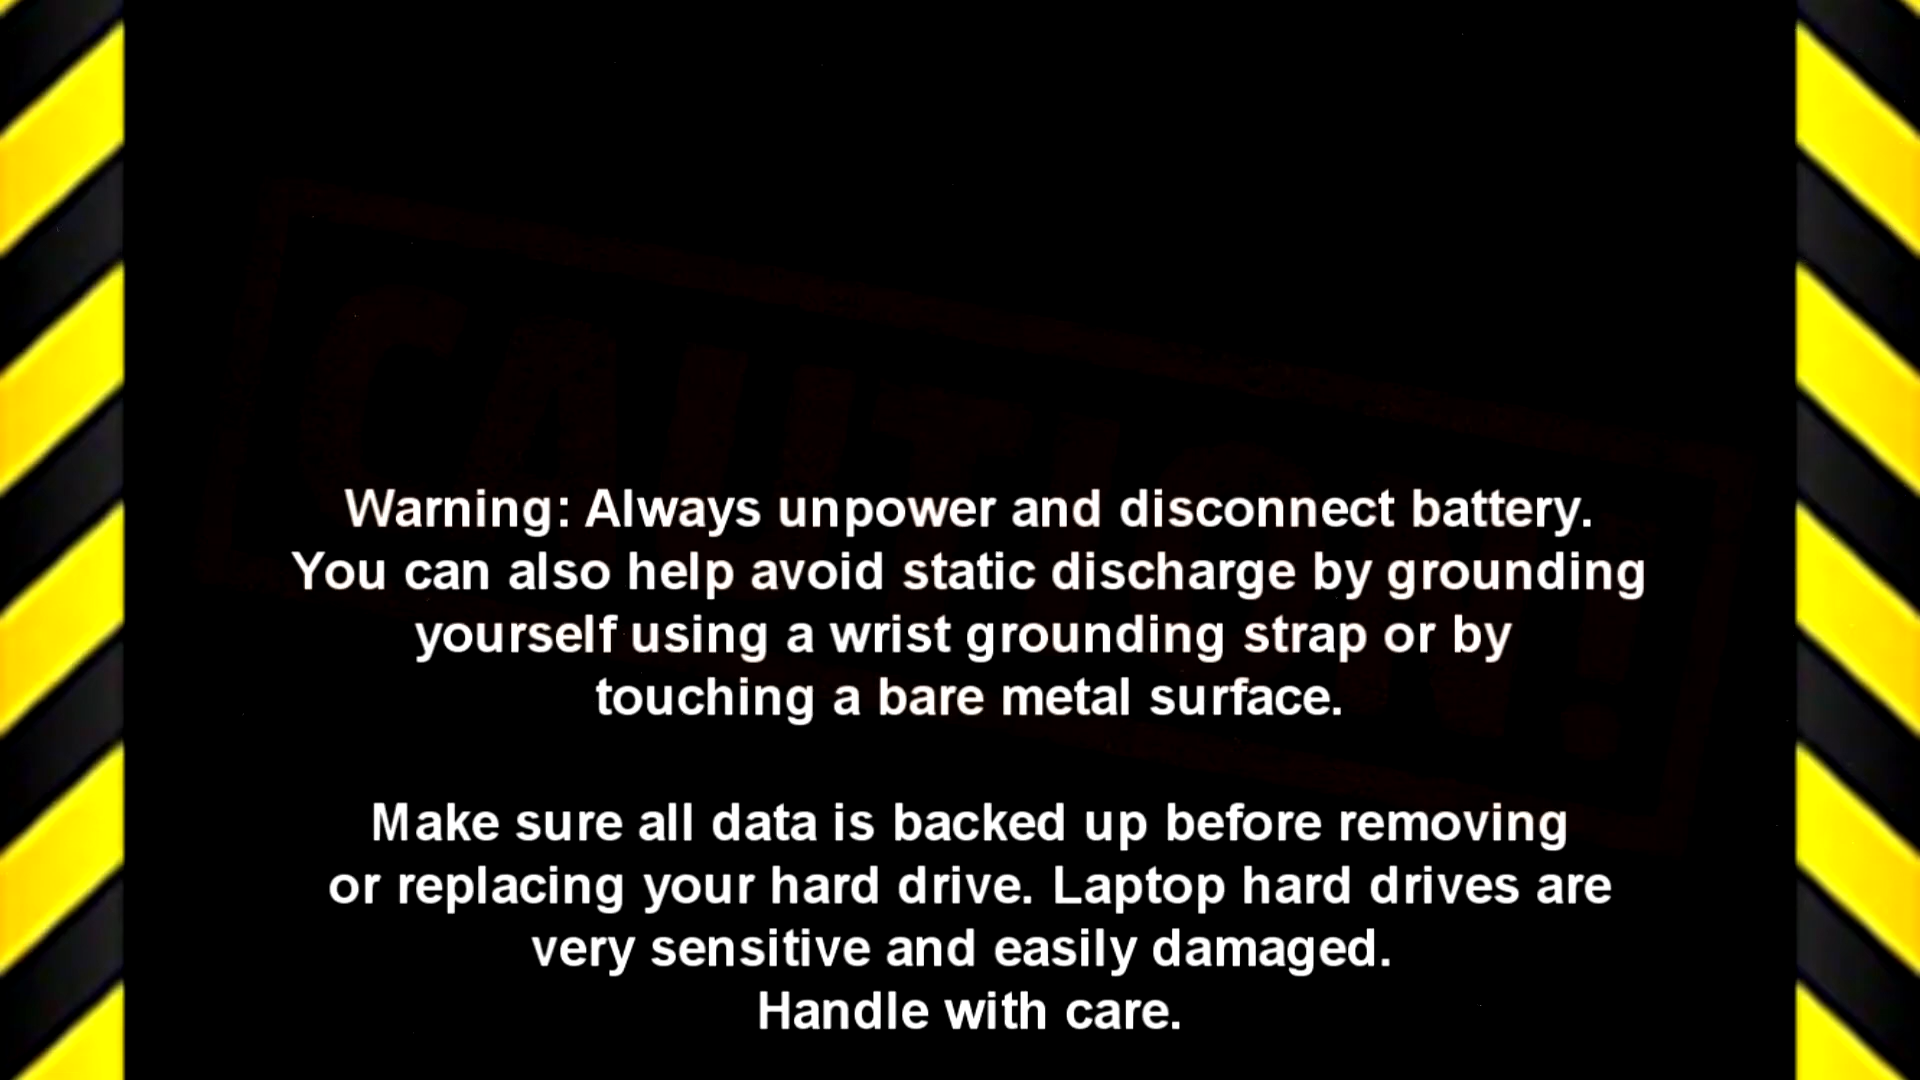 CAUTION!
Warning: Always unpower and disconnect battery.
You can also help avoid static discharge by grounding
yourself using a wrist grounding strap or by
touching a bare metal surface.
Make sure all data is backed up before removing
or replacing your hard drive. Laptop hard drives are
very sensitive and easily damaged.
Handle with care.